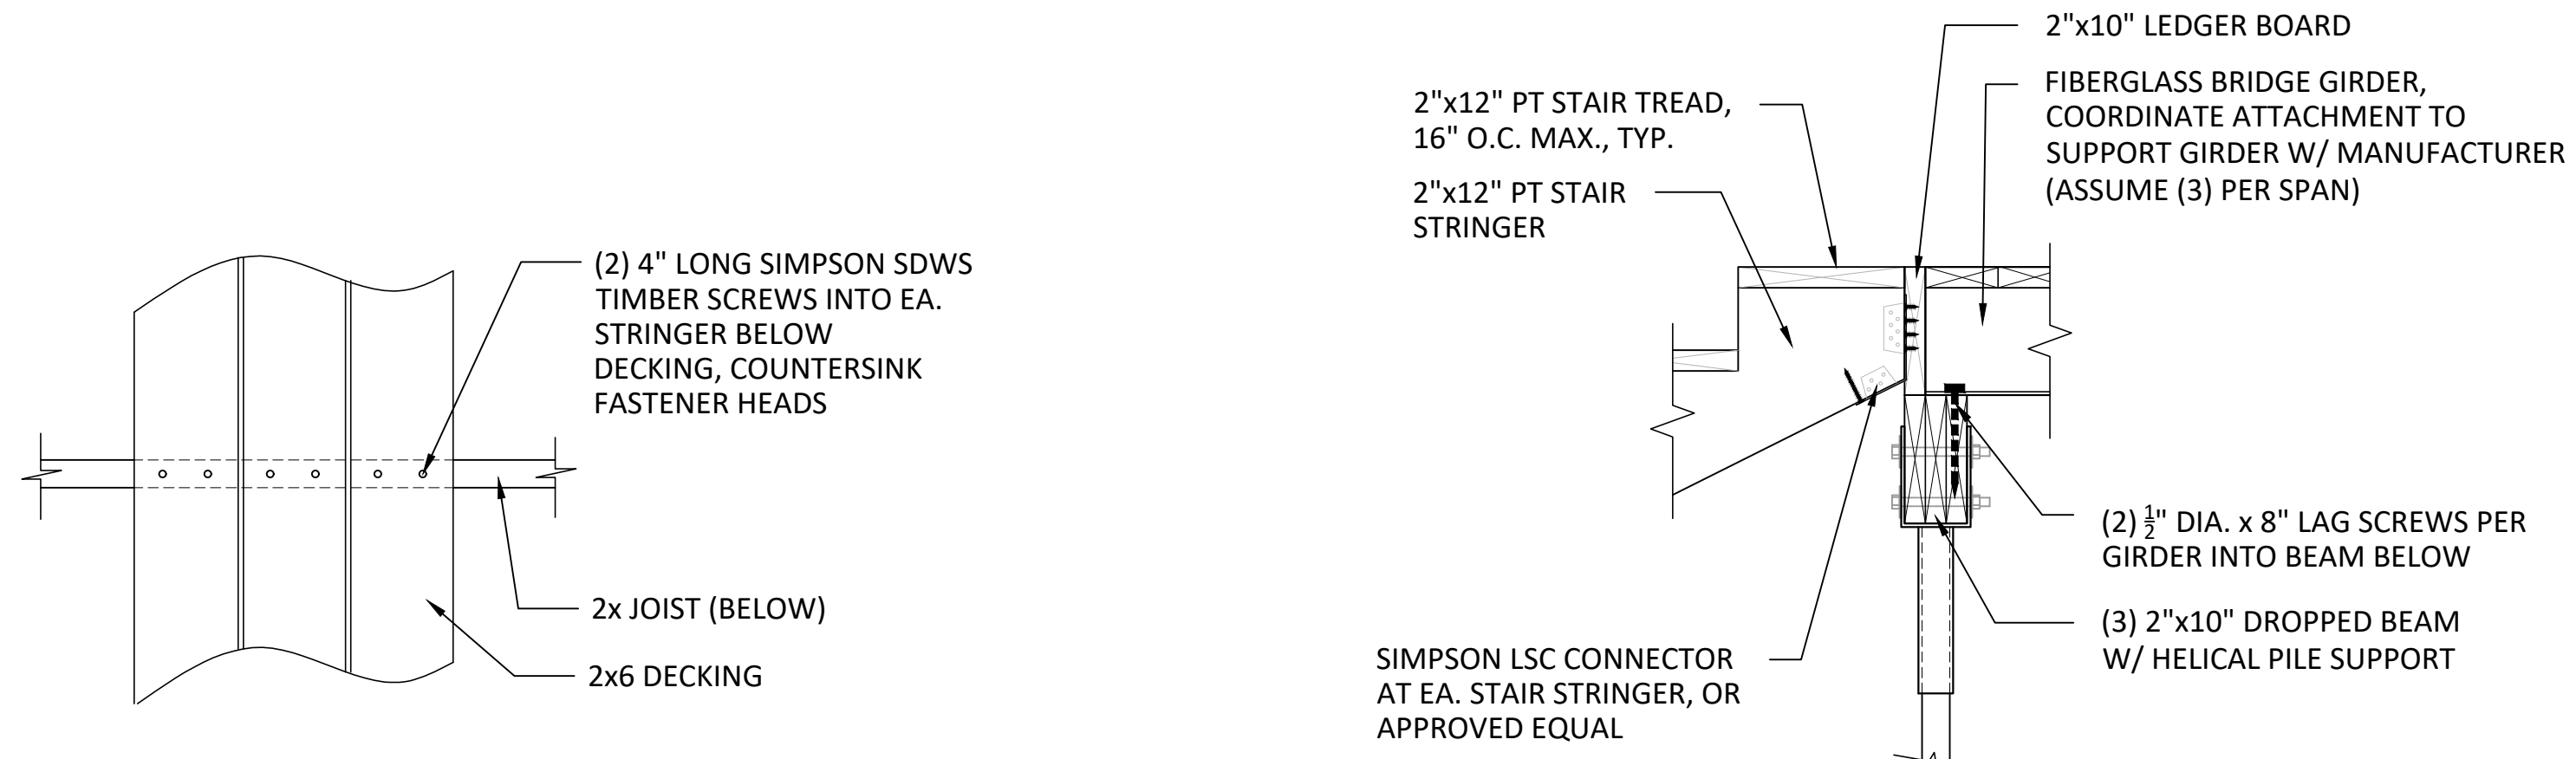 (2) 4" LONG SIMPSON SDWS
TIMBER SCREWS INTO EA.
STRINGER BELOW
DECKING, COUNTERSINK
FASTENER HEADS
2x JOIST (BELOW)
2x6 DECKING
2"x12" PT STAIR TREAD,
16" O.C. MAX., TYP.
2"x12" PT STAIR
STRINGER
SIMPSON LSC CONNECTOR
AT EA. STAIR STRINGER, OR
APPROVED EQUAL
2"x10" LEDGER BOARD
FIBERGLASS BRIDGE GIRDER,
COORDINATE ATTACHMENT TO
SUPPORT GIRDER W/ MANUFACTURER
(ASSUME (3) PER SPAN)
(2) 1/2" DIA. x 8" LAG SCREWS PER
GIRDER INTO BEAM BELOW
(3) 2"x10" DROPPED BEAM
W/ HELICAL PILE SUPPORT